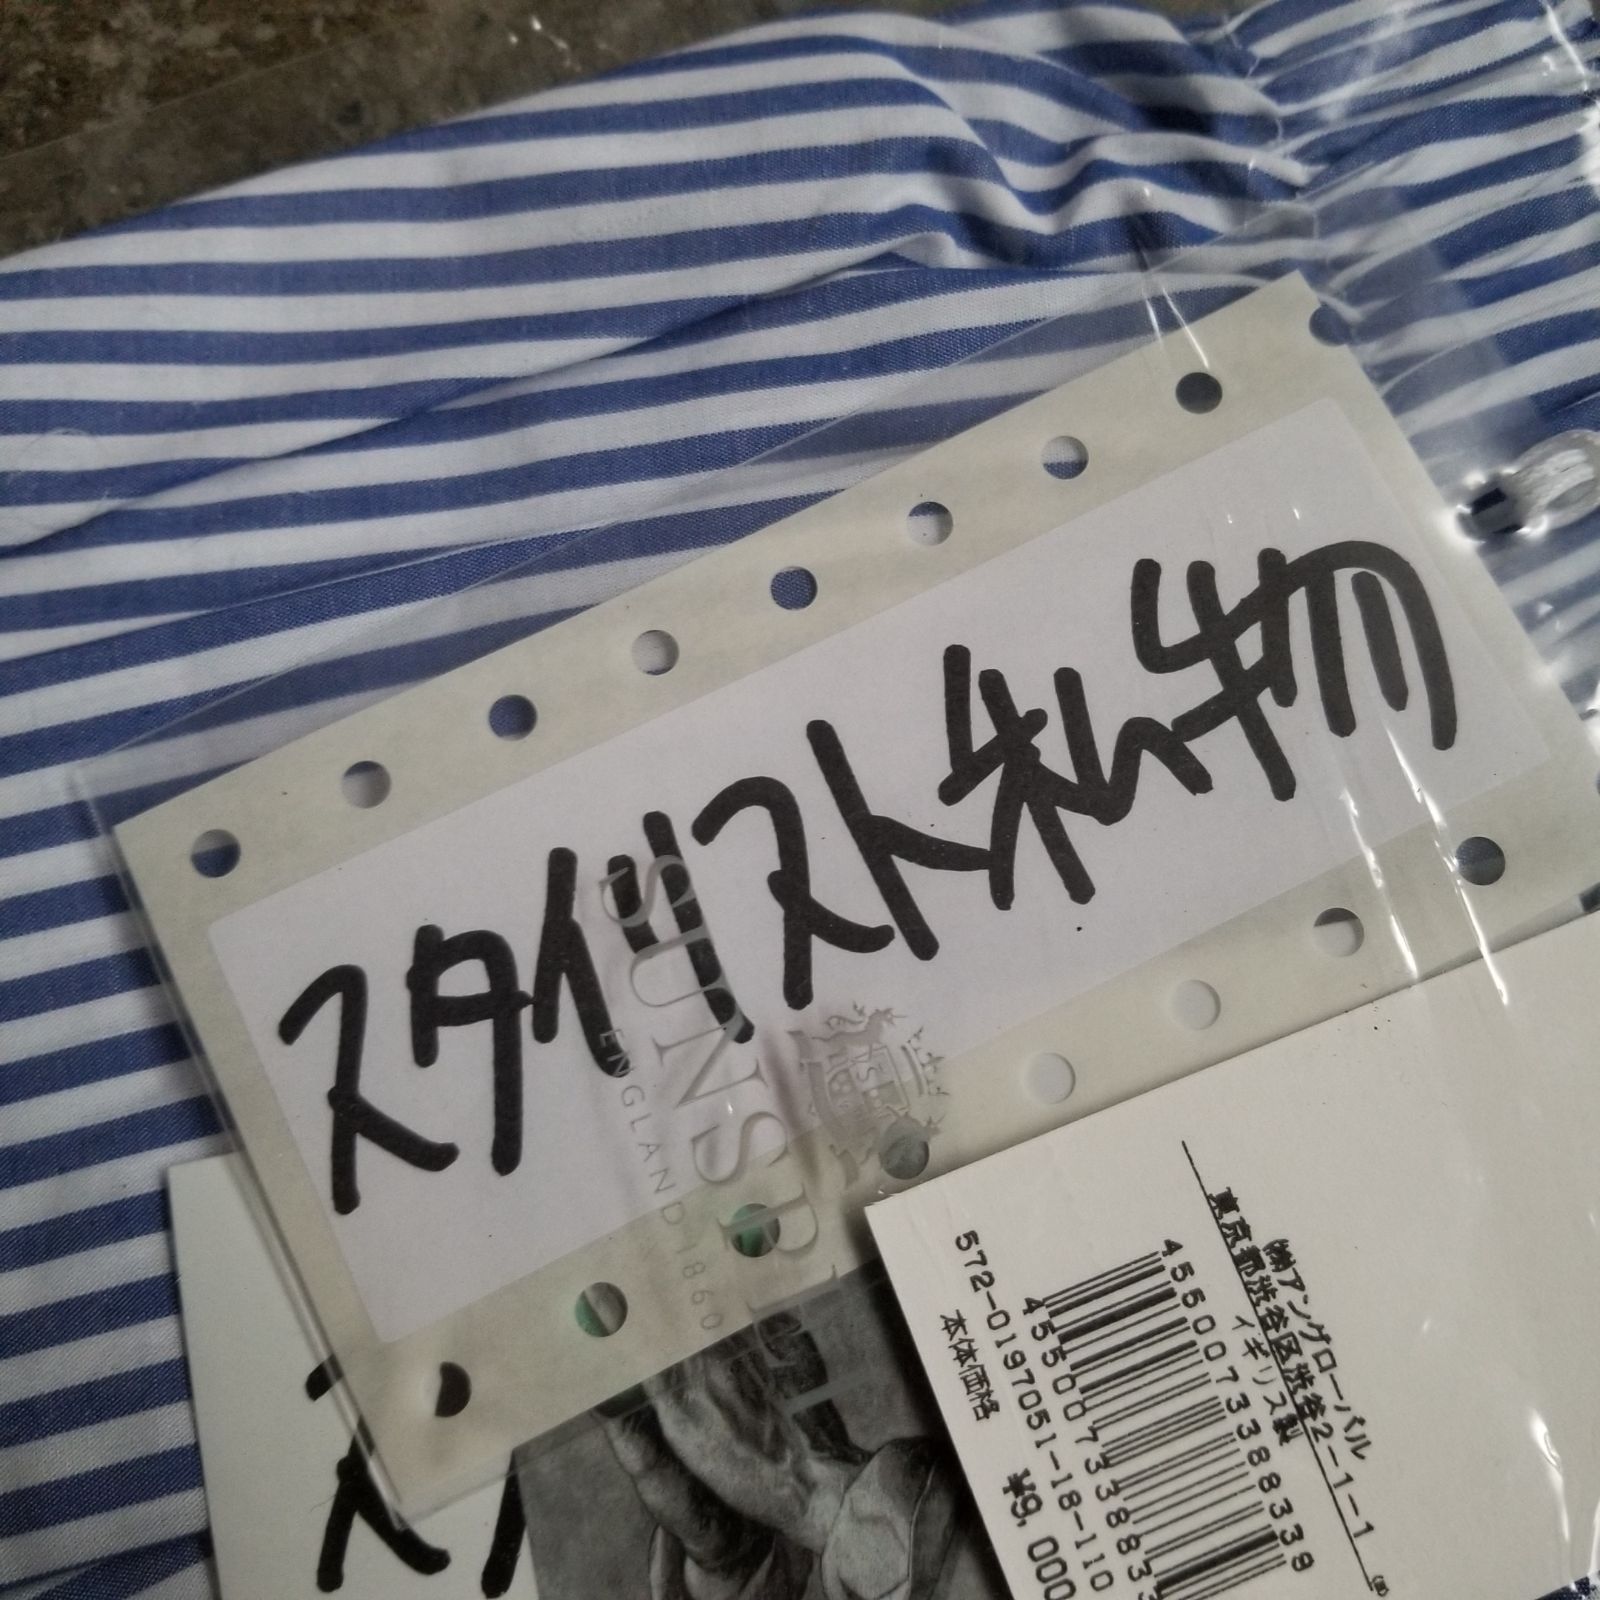 スタイリスト私物
SUNSPEL
ENGLAND 1860
㈱アングローバル
東京都渋谷区渋谷2-1-1
イギリス製
4550073388339
572-0197051-18-110
本体価格 ¥9,000
ス